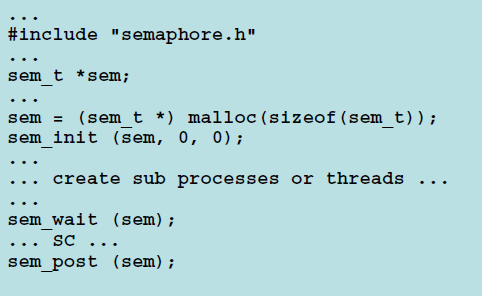 ...
#include "semaphore.h"
...
sem_t *sem;
...
sem = (sem_t *) malloc(sizeof(sem_t));
sem_init (sem, 0, 0);
...
... create sub processes or threads ...
...
sem_wait (sem);
... SC ...
sem_post (sem);